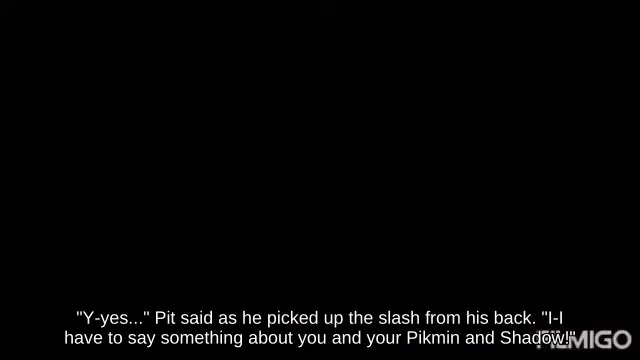 "Y-yes..." Pit said as he picked up the slash from his back. "I-I
have to say something about you and your Pikmin and Shadow!"
FILMIGO